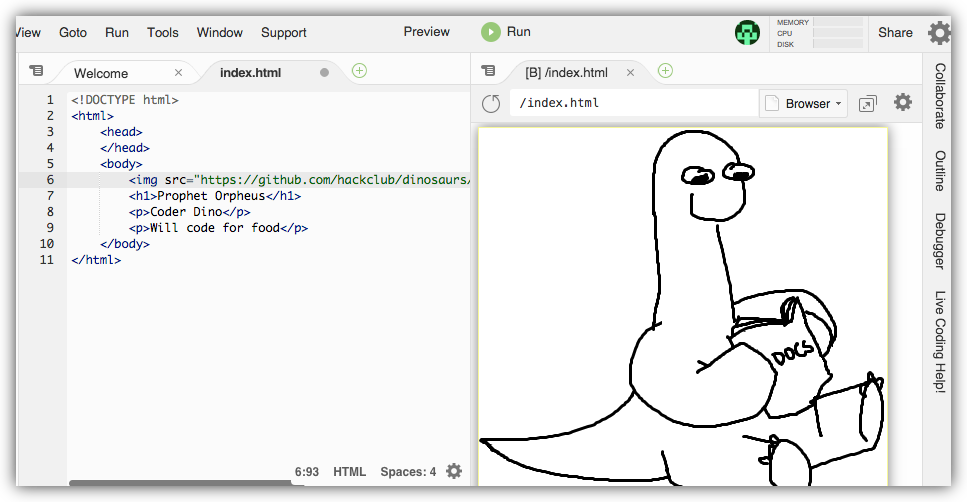 View Goto Run Tools Window Support Preview Run MEMORY CPU DISK Share
Welcome index.html [B] /index.html
/index.html Browser
1 <!DOCTYPE html>
2 <html>
3 <head>
4 </head>
5 <body>
6 <img src="https://github.com/hackclub/dinosaurs/
7 <h1>Prophet Orpheus</h1>
8 <p>Coder Dino</p>
9 <p>Will code for food</p>
10 </body>
11 </html>
DOCS
6:93 HTML Spaces: 4
Collaborate
Outline
Debugger
Live Coding Help!